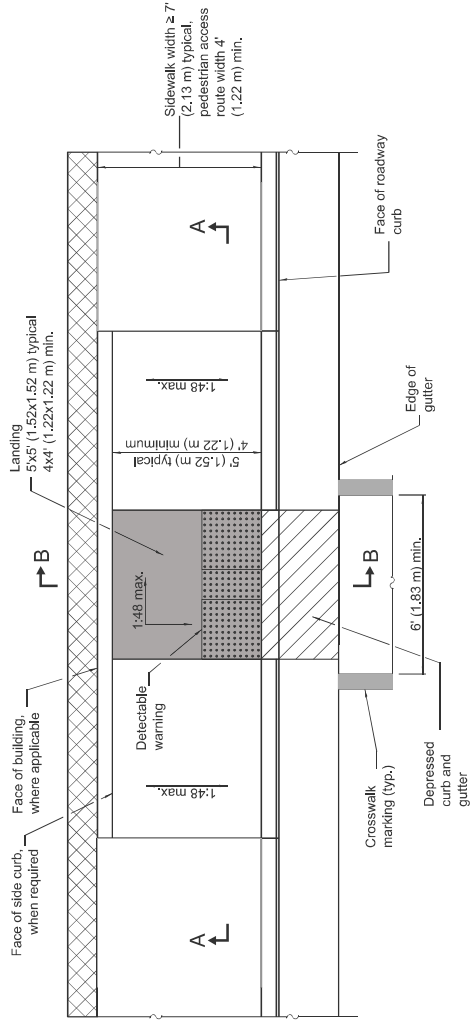 Face of side curb,
when required
Face of building,
where applicable
B
Landing
5'x5' (1.52x1.52 m) typical
4x4' (1.22x1.22 m) min.
Sidewalk width ≥ 7'
(2.13 m) typical,
pedestrian access
route width 4'
(1.22 m) min.
A
A
1:48 max.
Detectable
warning
1:48 max.
5' (1.52 m) typical
4' (1.22 m) minimum
1:48 max.
Face of roadway
curb
Crosswalk
marking (typ.)
Depressed
curb and
gutter
6' (1.83 m) min.
B
Edge of
gutter